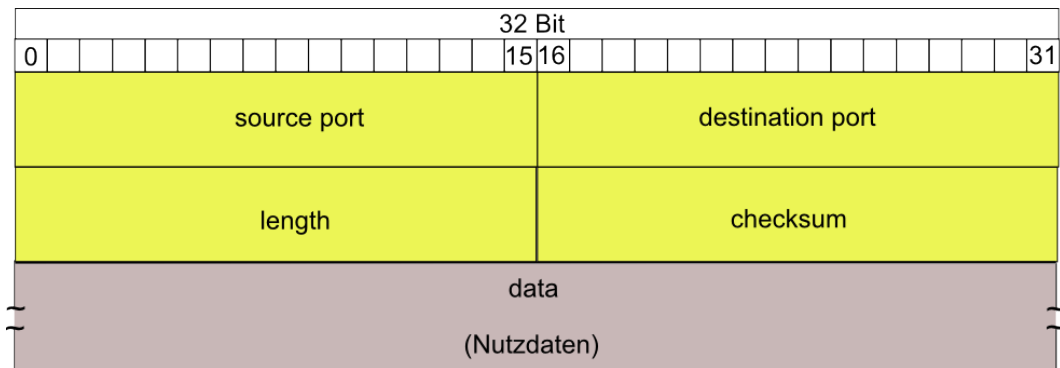 32 Bit
0 15 16 31
source port destination port
length checksum
data
(Nutzdaten)